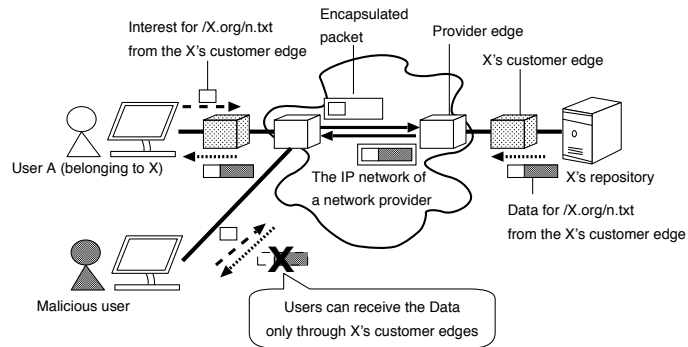 Interest for /X.org/n.txt
from the X's customer edge
Encapsulated
packet
Provider edge
X's customer edge
User A (belonging to X)
The IP network of
a network provider
X's repository
Data for /X.org/n.txt
from the X's customer edge
Malicious user
X
Users can receive the Data
only through X's customer edges